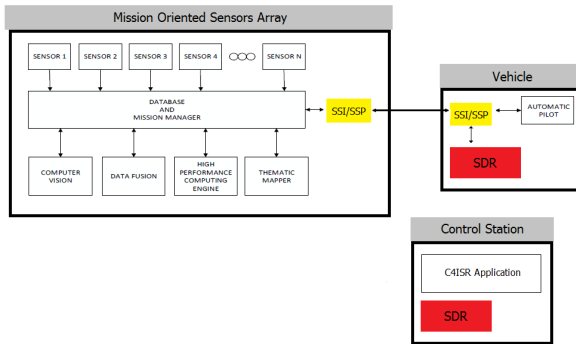 Mission Oriented Sensors Array
SENSOR 1
SENSOR 2
SENSOR 3
SENSOR 4
SENSOR N
DATABASE
AND
MISSION MANAGER
SSI/SSP
COMPUTER
VISION
DATA FUSION
HIGH
PERFORMANCE
COMPUTING
ENGINE
THEMATIC
MAPPER
Vehicle
SSI/SSP
AUTOMATIC
PILOT
SDR
Control Station
C4ISR Application
SDR